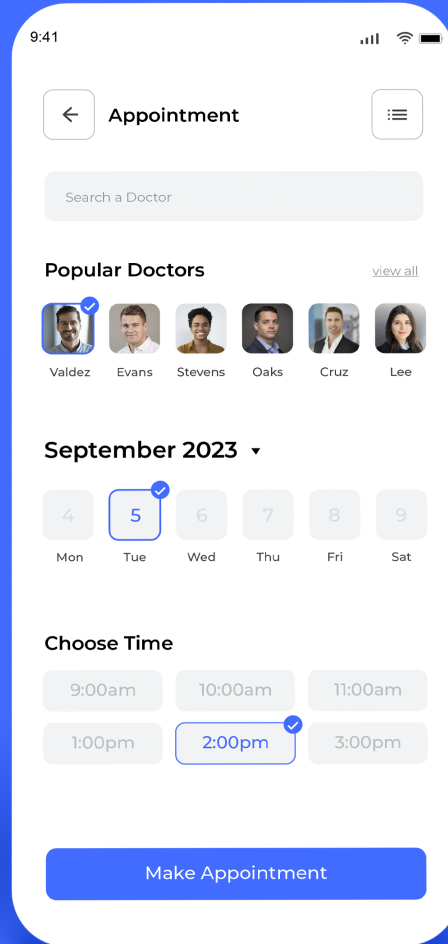 9:41
Appointment
Search a Doctor
Popular Doctors view all
Valdez Evans Stevens Oaks Cruz Lee
September 2023
4 5 6 7 8 9
Mon Tue Wed Thu Fri Sat
Choose Time
9:00am 10:00am 11:00am
1:00pm 2:00pm 3:00pm
Make Appointment